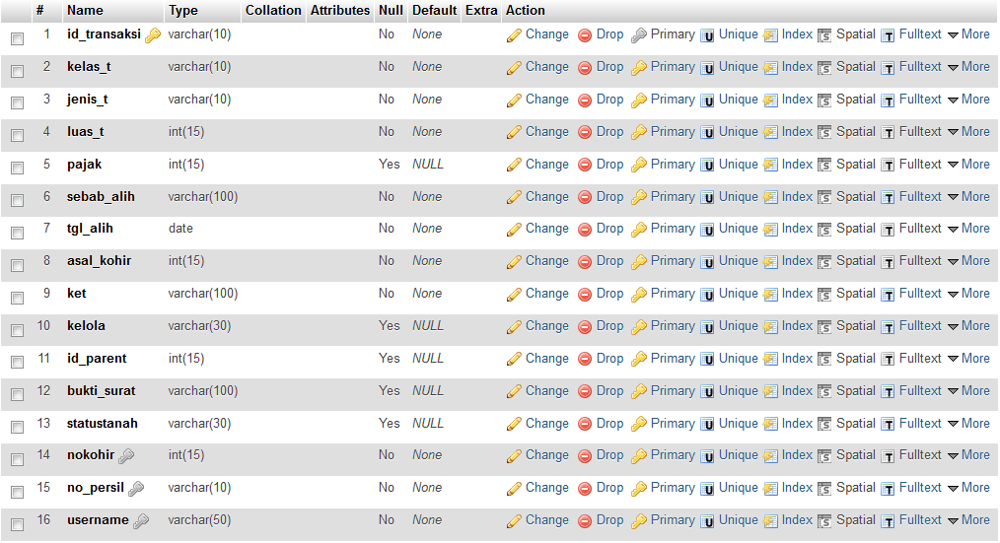 # Name Type Collation Attributes Null Default Extra Action
1 id_transaksi varchar(10) No None Change Drop Primary Unique Index Spatial Fulltext More
2 kelas_t varchar(10) No None Change Drop Primary Unique Index Spatial Fulltext More
3 jenis_t varchar(10) No None Change Drop Primary Unique Index Spatial Fulltext More
4 luas_t int(15) No None Change Drop Primary Unique Index Spatial Fulltext More
5 pajak int(15) Yes NULL Change Drop Primary Unique Index Spatial Fulltext More
6 sebab_alih varchar(100) No None Change Drop Primary Unique Index Spatial Fulltext More
7 tgl_alih date No None Change Drop Primary Unique Index Spatial Fulltext More
8 asal_kohir int(15) No None Change Drop Primary Unique Index Spatial Fulltext More
9 ket varchar(100) No None Change Drop Primary Unique Index Spatial Fulltext More
10 kelola varchar(30) Yes NULL Change Drop Primary Unique Index Spatial Fulltext More
11 id_parent int(15) Yes NULL Change Drop Primary Unique Index Spatial Fulltext More
12 bukti_surat varchar(100) Yes NULL Change Drop Primary Unique Index Spatial Fulltext More
13 statustanah varchar(30) Yes NULL Change Drop Primary Unique Index Spatial Fulltext More
14 nokohir int(15) No None Change Drop Primary Unique Index Spatial Fulltext More
15 no_persil varchar(10) No None Change Drop Primary Unique Index Spatial Fulltext More
16 username varchar(50) No None Change Drop Primary Unique Index Spatial Fulltext More